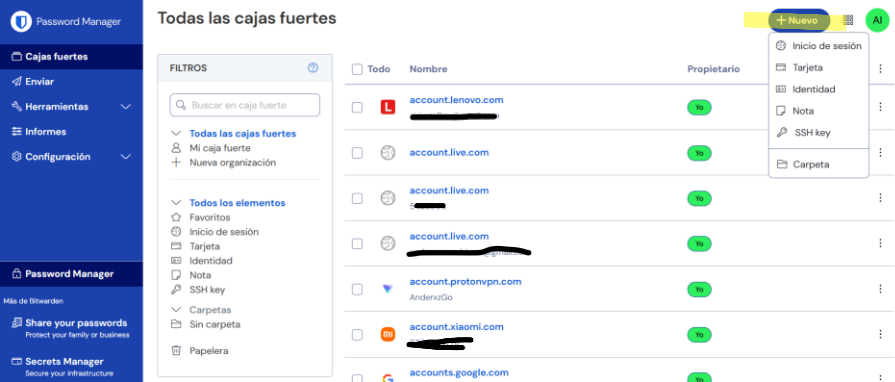 Password Manager
Cajas fuertes
Enviar
Herramientas
Informes
Configuración
Password Manager
Más de Bitwarden
Share your passwords
Protect your family or business
Secrets Manager
Secure your infrastructure
Todas las cajas fuertes
Nuevo
AI
FILTROS
Buscar en caja fuerte
Todas las cajas fuertes
Mi caja fuerte
Nueva organización
Todos los elementos
Favoritos
Inicio de sesión
Tarjeta
Identidad
Nota
SSH key
Carpetas
Sin carpeta
Papelera
Todo Nombre Propietario
account.lenovo.com Yo
account.live.com Yo
account.live.com Yo
account.live.com Yo
account.protonvpn.com Yo
AnderxzGo
account.xiaomi.com Yo
accounts.google.com
Inicio de sesión
Tarjeta
Identidad
Nota
SSH key
Carpeta